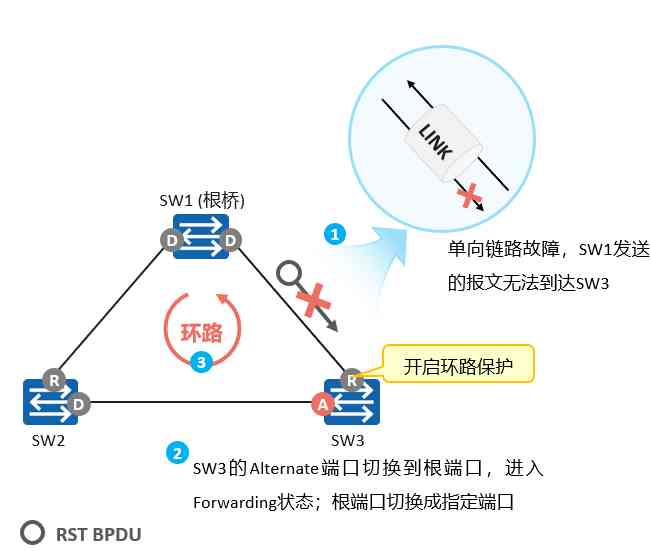 LINK
SW1 (根桥)
D
D
1
单向链路故障，SW1发送
的报文无法到达SW3
环路
3
开启环路保护
R
R
D
A
SW2
SW3
2
SW3的Alternate端口切换到根端口，进入
Forwarding状态；根端口切换成指定端口
RST BPDU